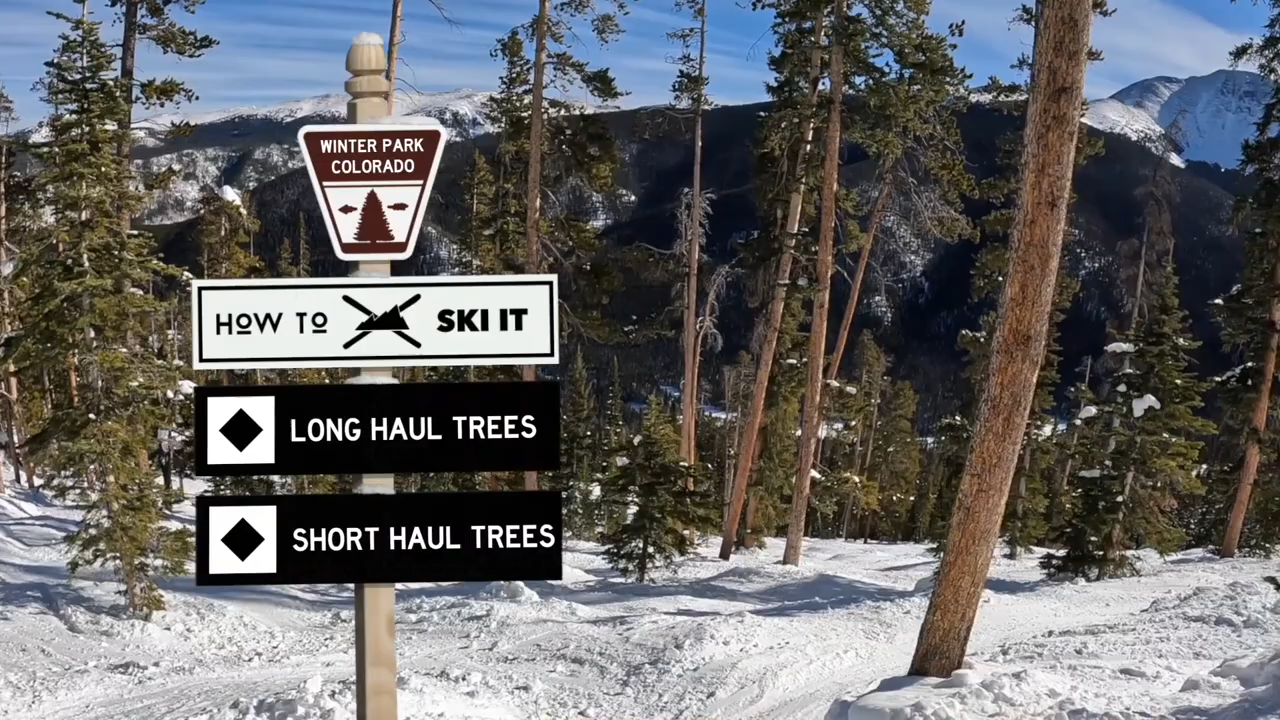 WINTER PARK
COLORADO
HOW TO SKI IT
LONG HAUL TREES
SHORT HAUL TREES